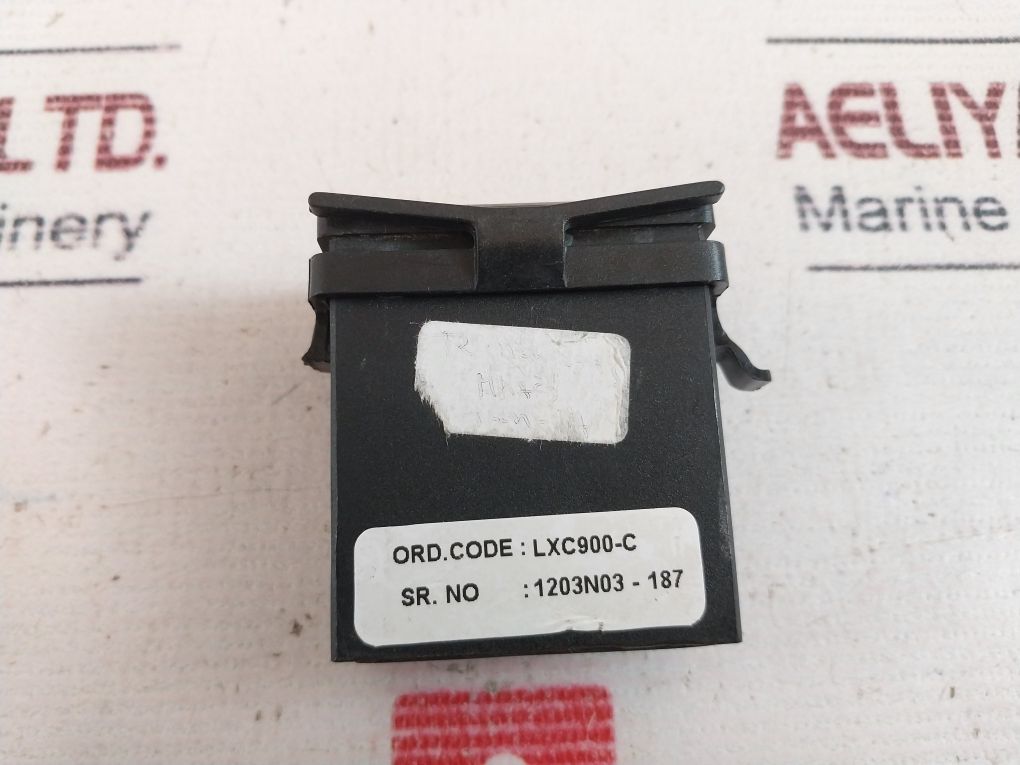 LTD.
AELIY
inery
Marine
ORD.CODE : LXC900-C
SR. NO : 1203N03 - 187